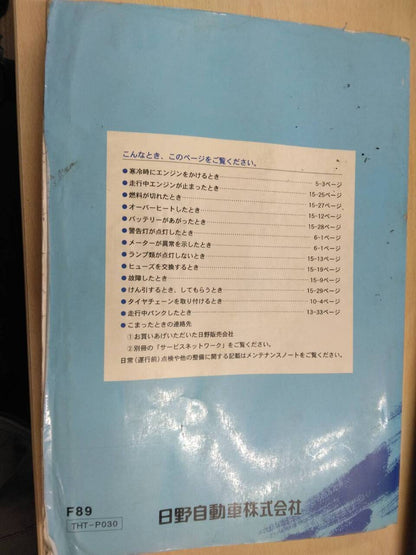 こんなとき、このページをご覧ください。
●寒冷時にエンジンをかけるとき 5-3ページ
●走行中エンジンが止まったとき 15-25ページ
●燃料が切れたとき 15-27ページ
●オーバーヒートしたとき 15-12ページ
●バッテリーがあがったとき 15-28ページ
●警告灯が点灯したとき 6-1ページ
●メーターが異常を示したとき 6-1ページ
●ランプ類が点灯しないとき 15-13ページ
●ヒューズを交換するとき 15-19ページ
●故障したとき 15-9ページ
●けん引するとき、してもらうとき 15-29ページ
●タイヤチェーンを取り付けるとき 10-4ページ
●走行中パンクしたとき 13-33ページ
●こまったときの連絡先
①お買いあげいただいた日野販売会社
②別冊の「サービスネットワーク」をご覧ください。
日常(運行前)点検や他の整備に関する記載はメンテナンスノートをご覧ください。
F89
THT-P030
日野自動車株式会社